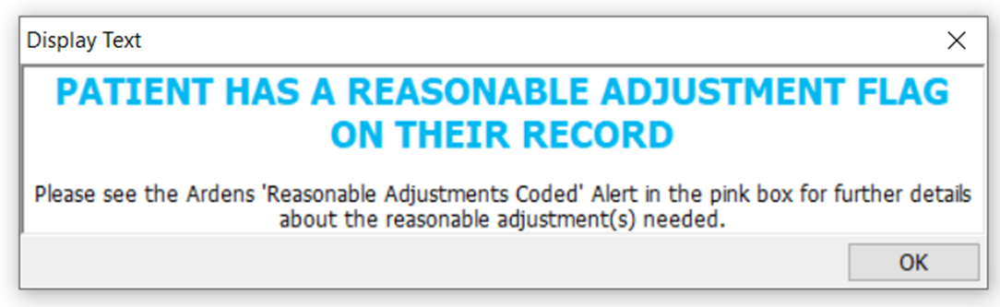 Display Text
PATIENT HAS A REASONABLE ADJUSTMENT FLAG
ON THEIR RECORD
Please see the Ardens 'Reasonable Adjustments Coded' Alert in the pink box for further details
about the reasonable adjustment(s) needed.
OK